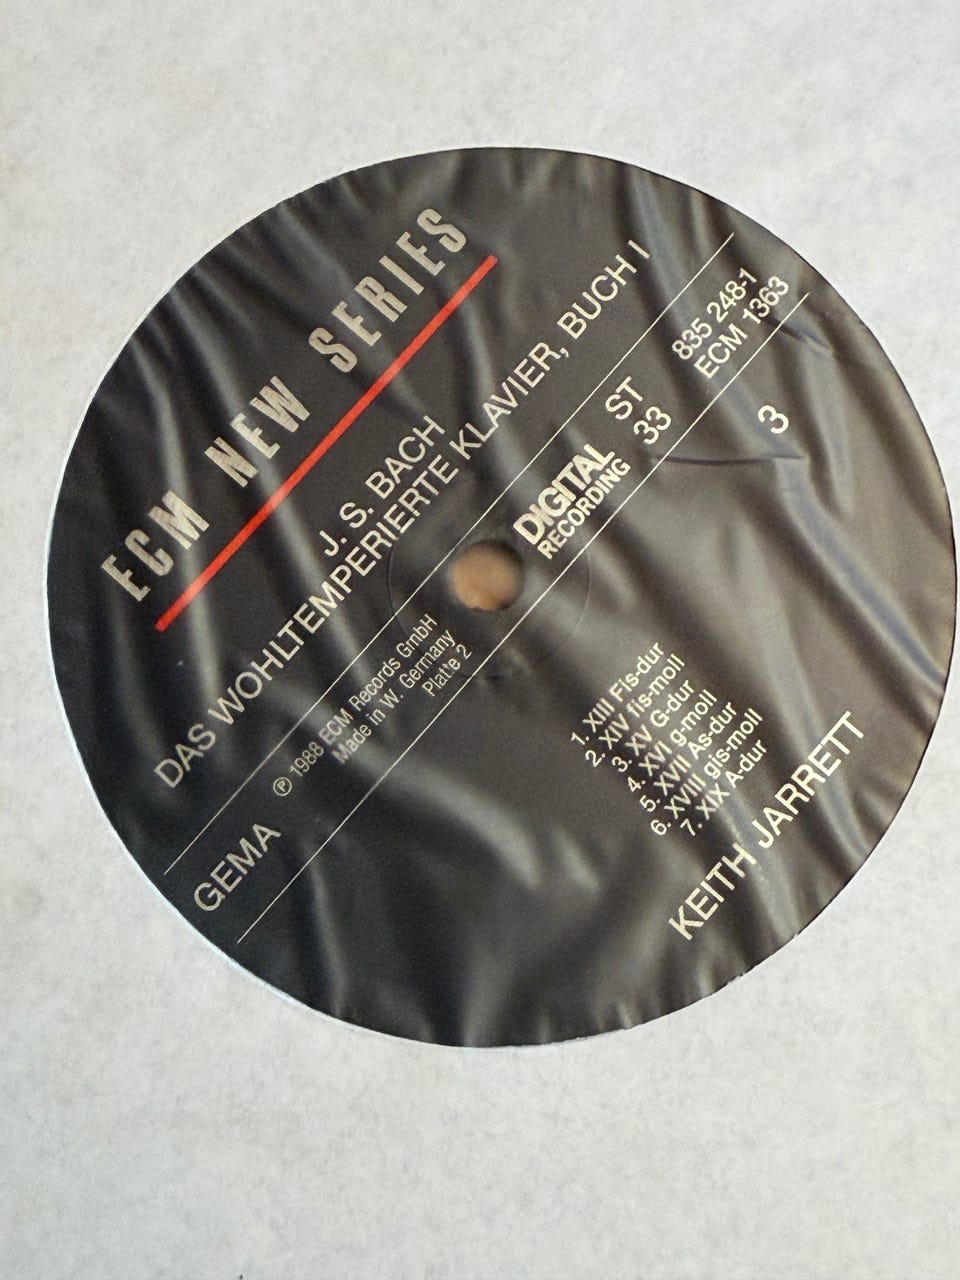 ECM NEW SERIES
J. S. BACH
DAS WOHLTEMPERIERTE KLAVIER, BUCH I
℗ 1988 ECM Records GmbH
Made in W. Germany
Platte 2
GEMA
DIGITAL
RECORDING
ST
33
835 248-1
ECM 1363
3
1. XIII Fis-dur
2. XIV fis-moll
3. XV G-dur
4. XVI g-moll
5. XVII As-dur
6. XVIII gis-moll
7. XIX A-dur
KEITH JARRETT